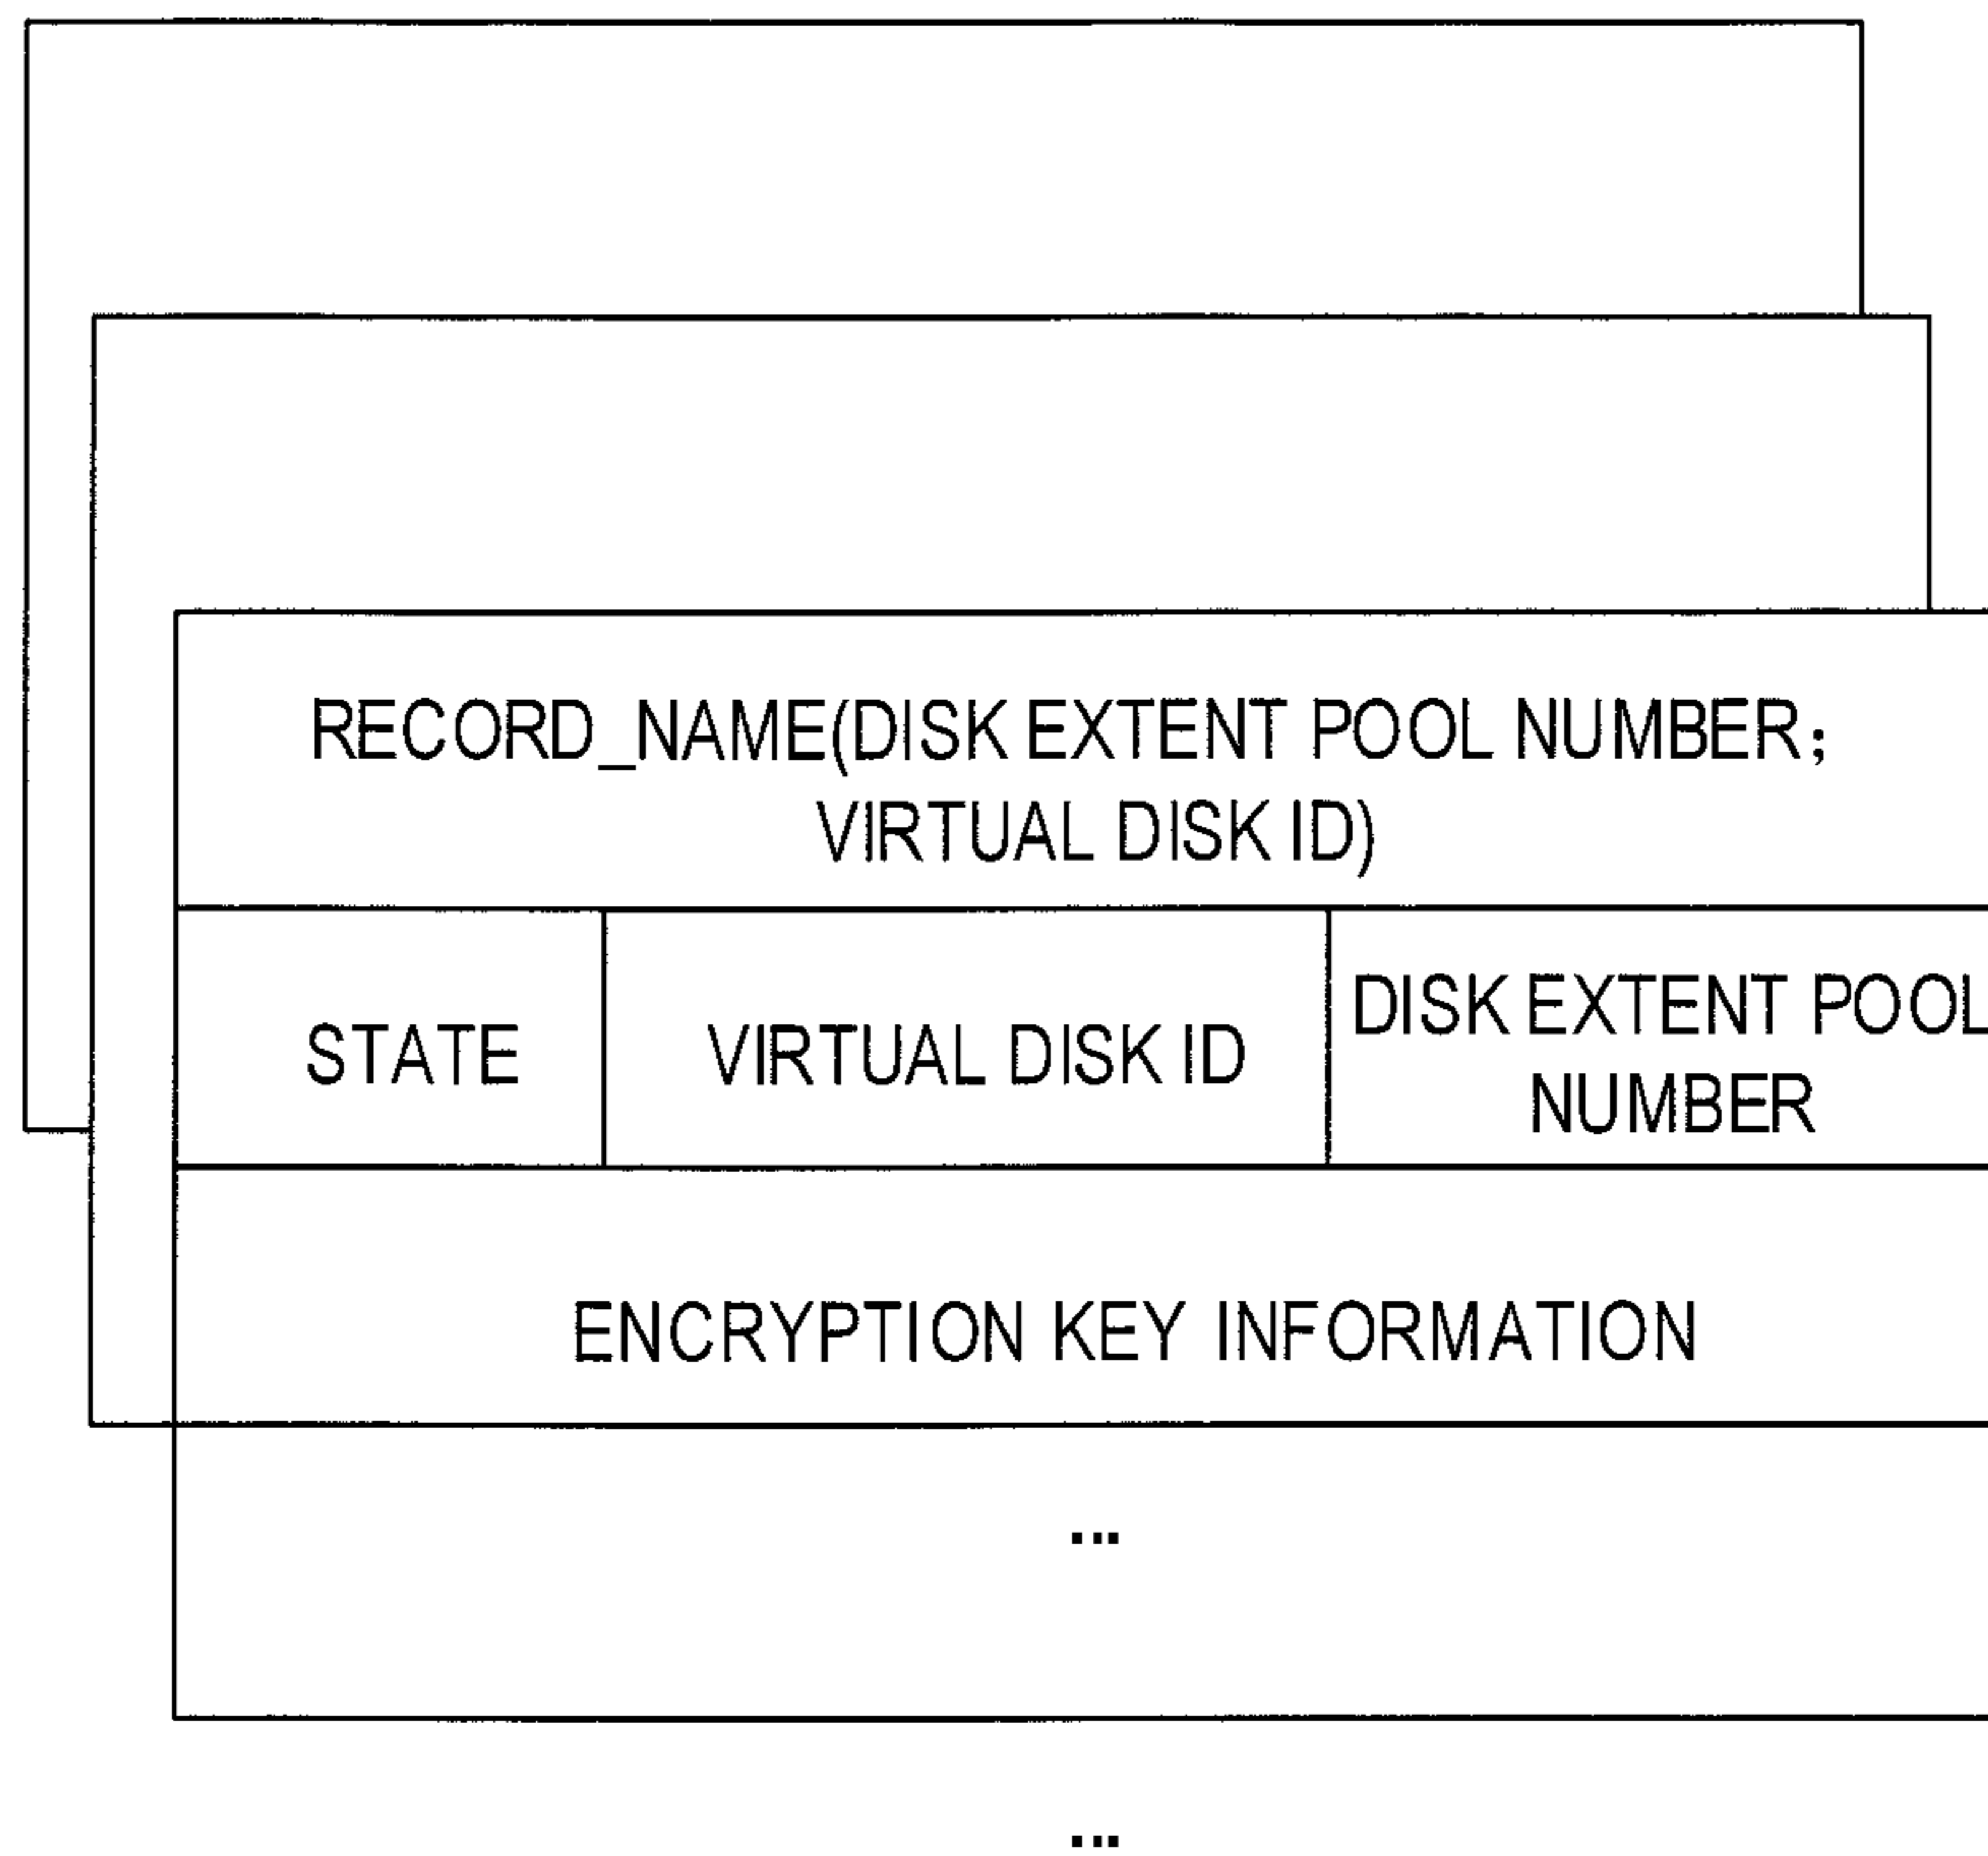 RECORD_NAME(DISK EXTENT POOL NUMBER;
VIRTUAL DISK ID)
STATE
VIRTUAL DISK ID
DISK EXTENT POOL
NUMBER
ENCRYPTION KEY INFORMATION
...
...